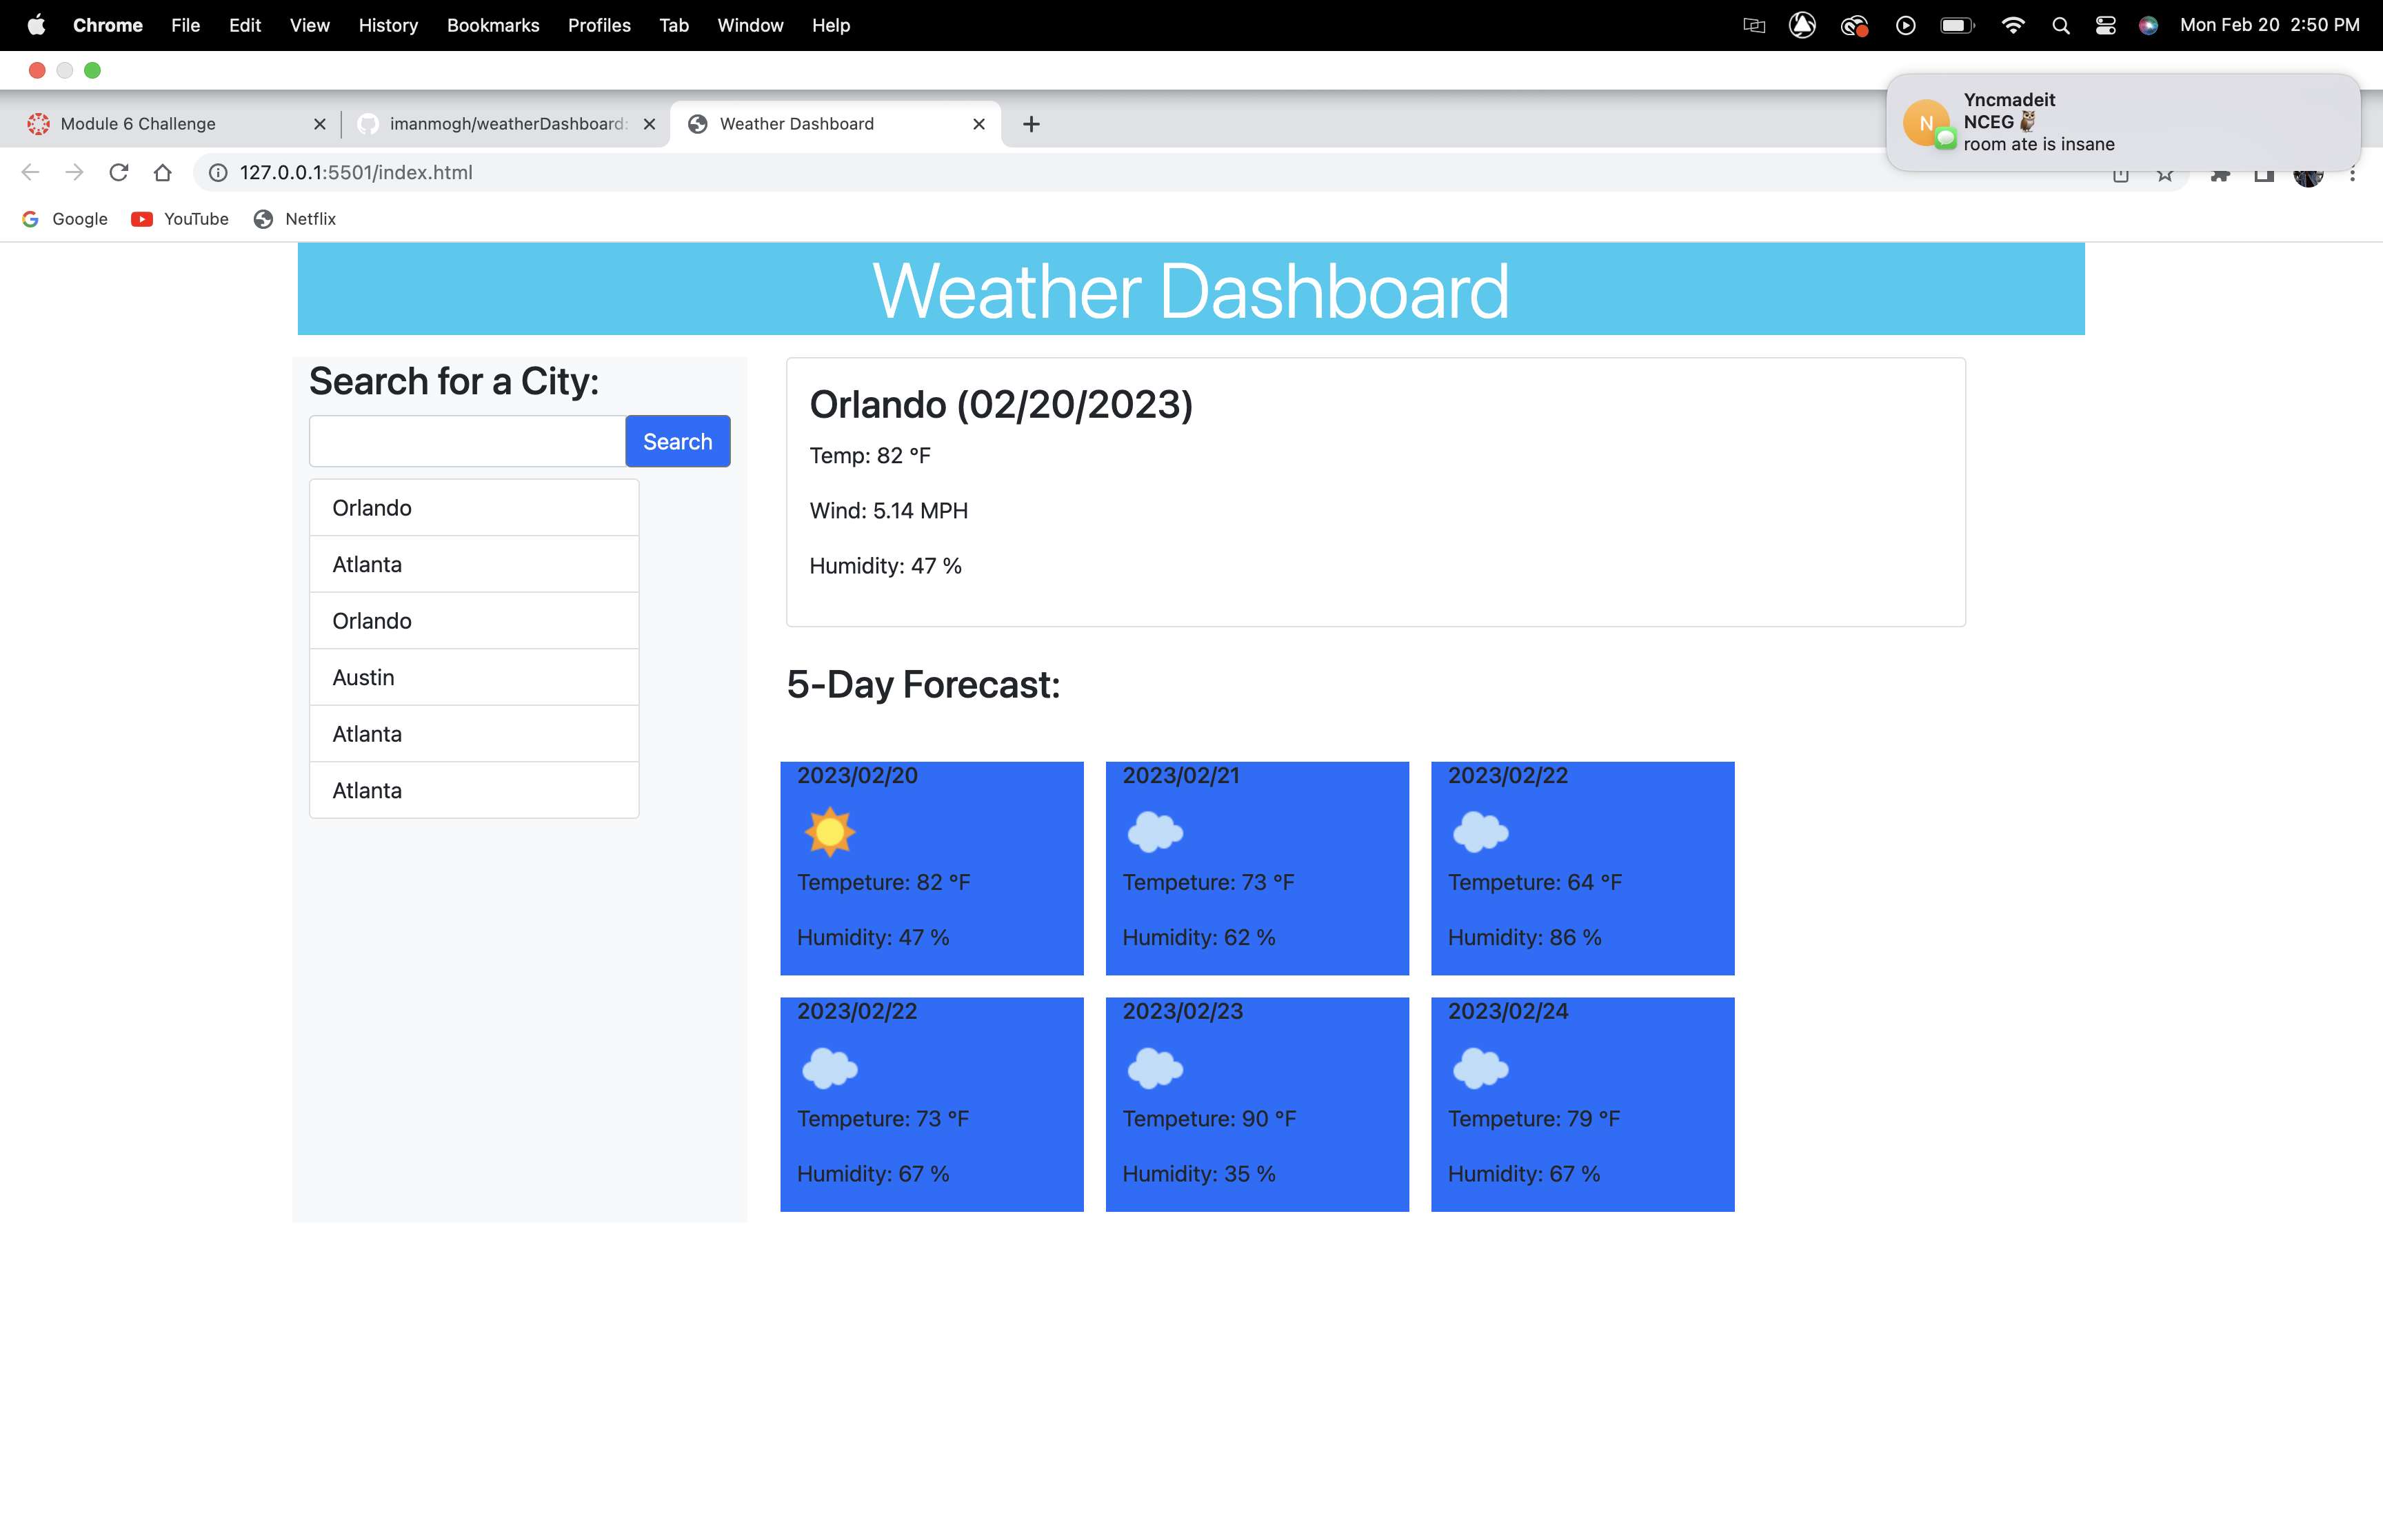 Chrome File Edit View History Bookmarks Profiles Tab Window Help Mon Feb 20 2:50 PM
Yncmadeit
NCEG
room ate is insane
N
Module 6 Challenge imanmogh/weatherDashboard: Weather Dashboard
127.0.0.1:5501/index.html
Google YouTube Netflix
Weather Dashboard
Search for a City:
Search
Orlando
Atlanta
Orlando
Austin
Atlanta
Atlanta
Orlando (02/20/2023)
Temp: 82 °F
Wind: 5.14 MPH
Humidity: 47 %
5-Day Forecast:
2023/02/20
Tempeture: 82 °F
Humidity: 47 %
2023/02/21
Tempeture: 73 °F
Humidity: 62 %
2023/02/22
Tempeture: 64 °F
Humidity: 86 %
2023/02/22
Tempeture: 73 °F
Humidity: 67 %
2023/02/23
Tempeture: 90 °F
Humidity: 35 %
2023/02/24
Tempeture: 79 °F
Humidity: 67 %